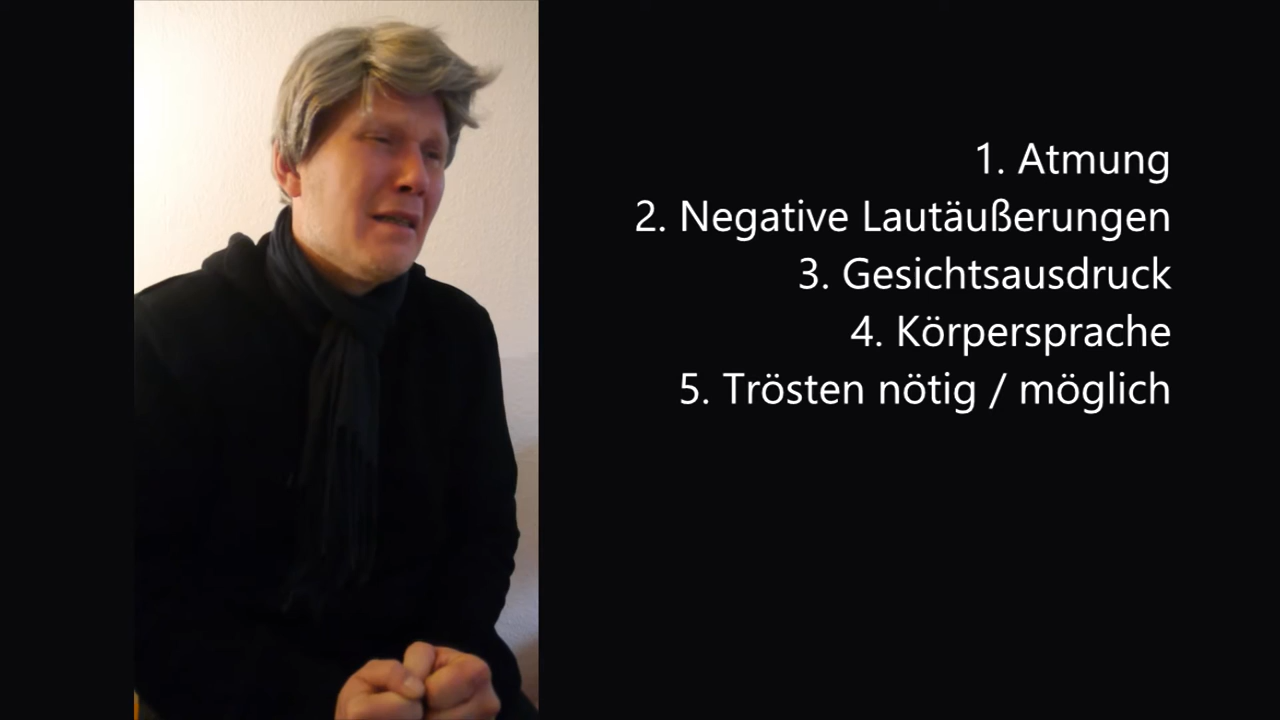 1. Atmung
2. Negative Lautäußerungen
3. Gesichtsausdruck
4. Körpersprache
5. Trösten nötig / möglich